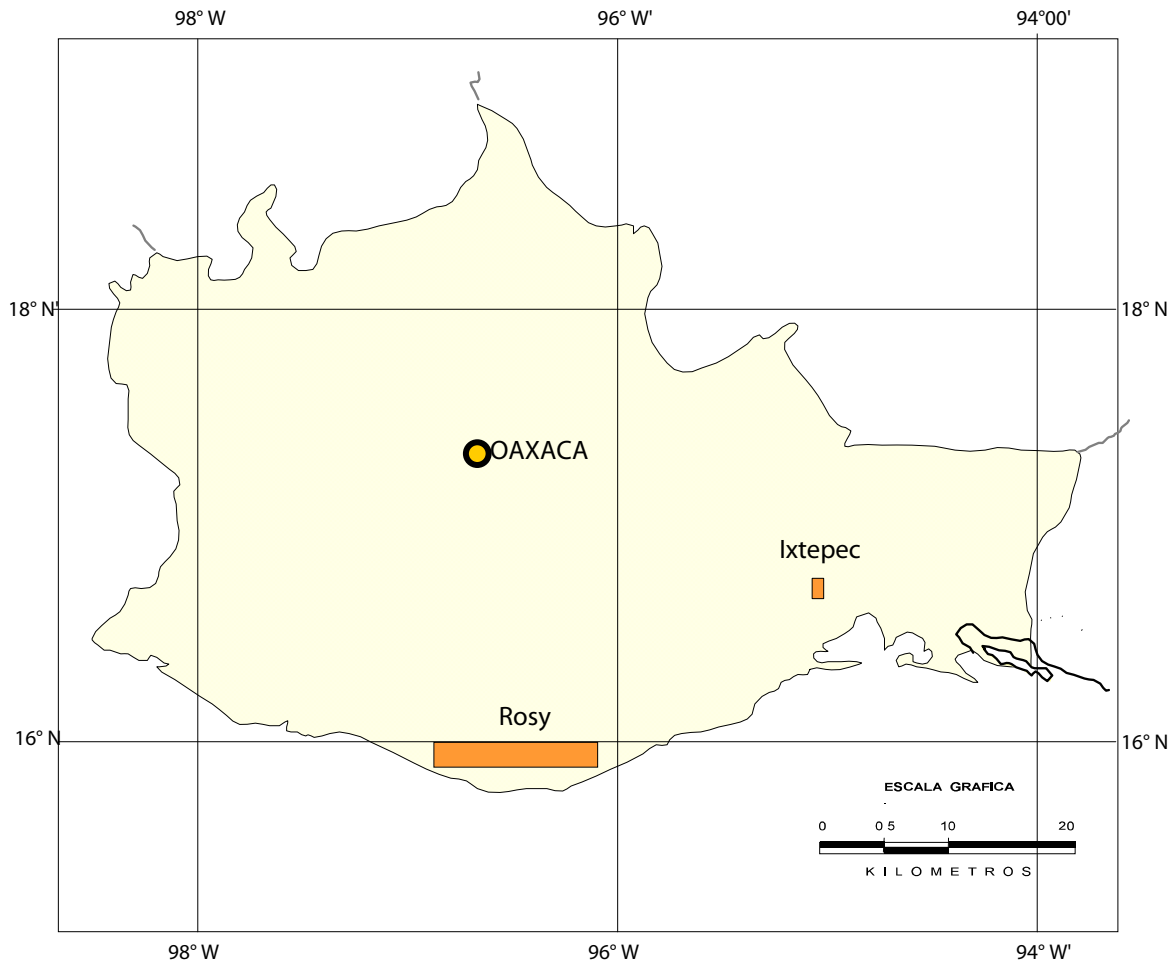 98° W
96° W'
94°00'
18° N'
18° N
OAXACA
Ixtepec
Rosy
16° N
16° N
ESCALA GRAFICA
0 0 5 10 20
K I L O M E T R O S
98° W
96° W
94° W'